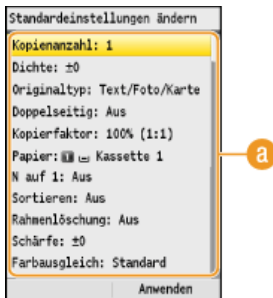 Standardeinstellungen ändern
Kopienanzahl: 1
Dichte: ±0
Originaltyp: Text/Foto/Karte
Doppelseitig: Aus
Kopierfaktor: 100% (1:1)
Papier: 1 Kassette 1
N auf 1: Aus
Sortieren: Aus
Rahmenlöschung: Aus
Schärfe: ±0
Farbausgleich: Standard
Anwenden
a